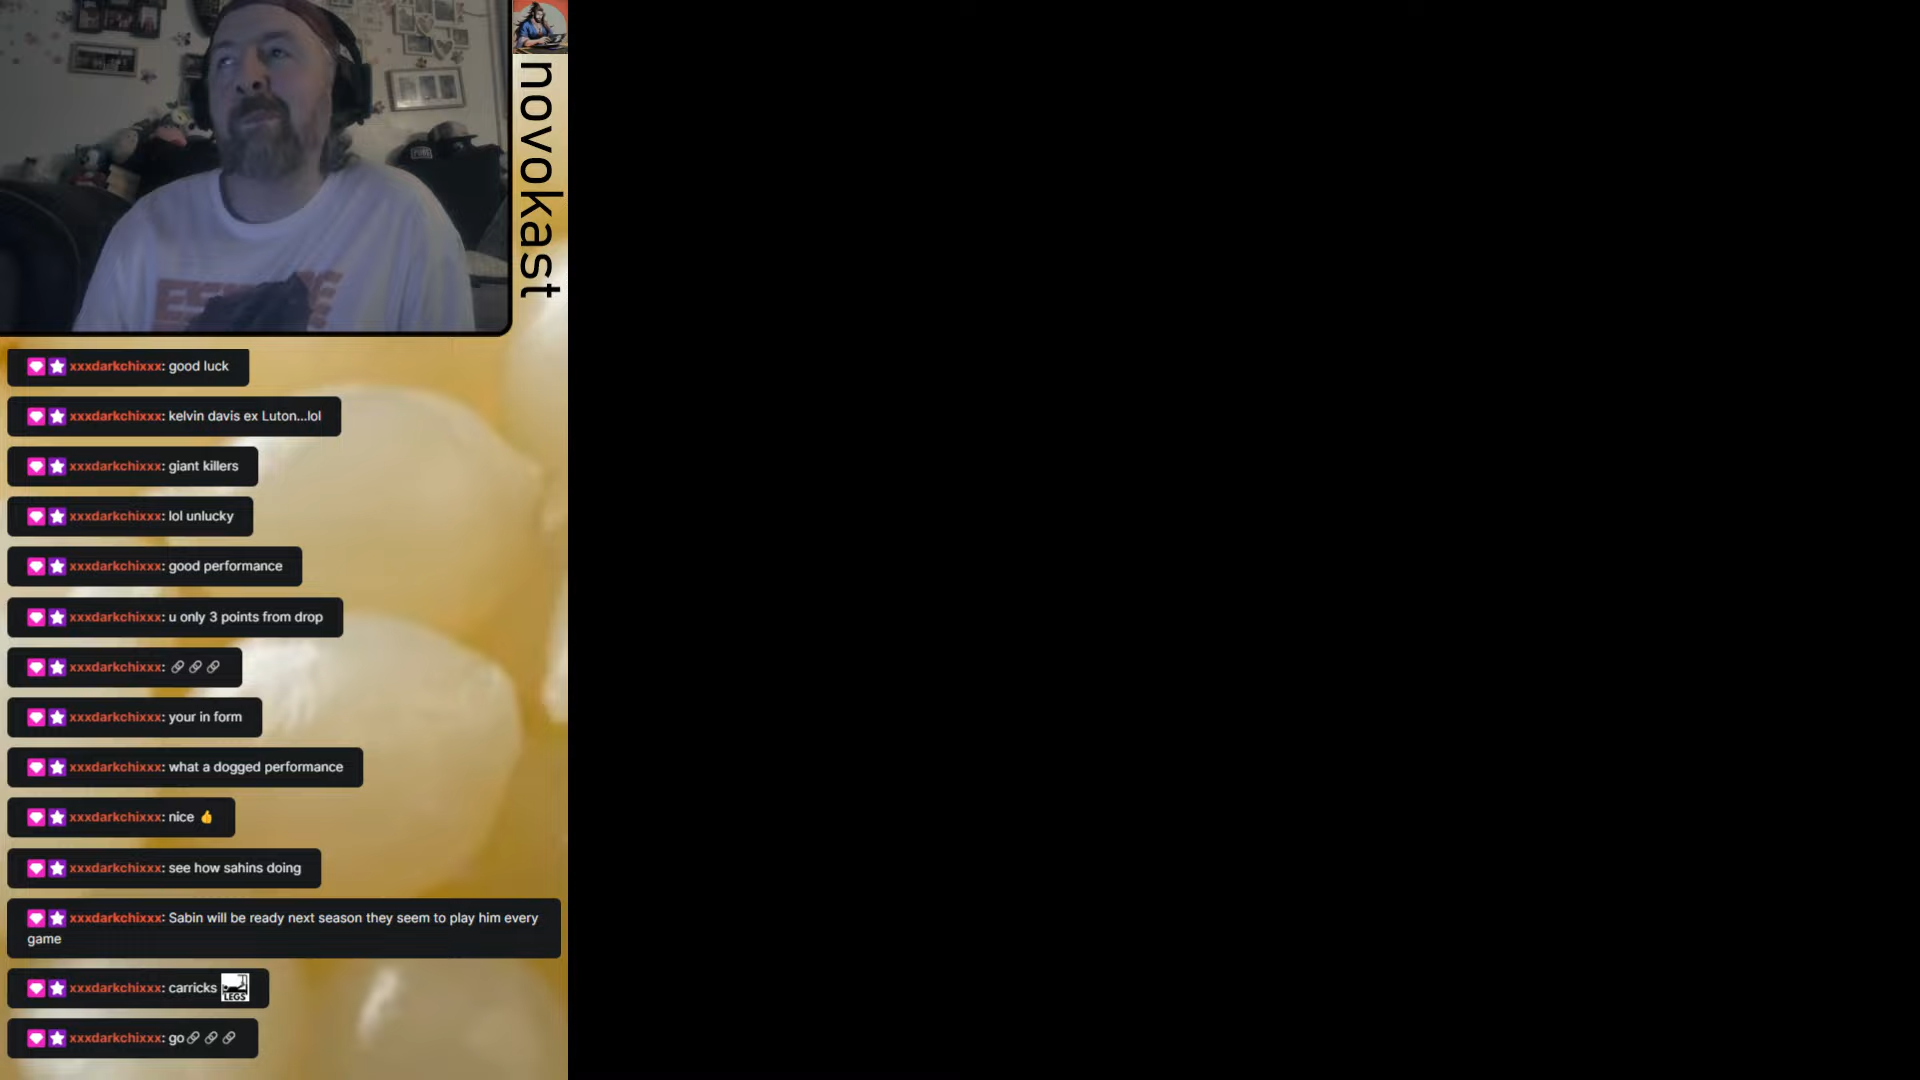 novokast
xxxdarkchixxx: good luck
xxxdarkchixxx: kelvin davis ex Luton...lol
xxxdarkchixxx: giant killers
xxxdarkchixxx: lol unlucky
xxxdarkchixxx: good performance
xxxdarkchixxx: u only 3 points from drop
xxxdarkchixxx: 🔗 🔗 🔗
xxxdarkchixxx: your in form
xxxdarkchixxx: what a dogged performance
xxxdarkchixxx: nice 👍
xxxdarkchixxx: see how sahins doing
xxxdarkchixxx: Sabin will be ready next season they seem to play him every
game
xxxdarkchixxx: carricks LEGS
xxxdarkchixxx: go🔗 🔗 🔗